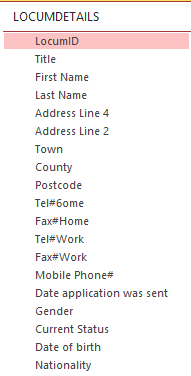 LOCUMDETAILS
LocumID
Title
First Name
Last Name
Address Line 4
Address Line 2
Town
County
Postcode
Tel#6ome
Fax#Home
Tel#Work
Fax#Work
Mobile Phone#
Date application was sent
Gender
Current Status
Date of birth
Nationality